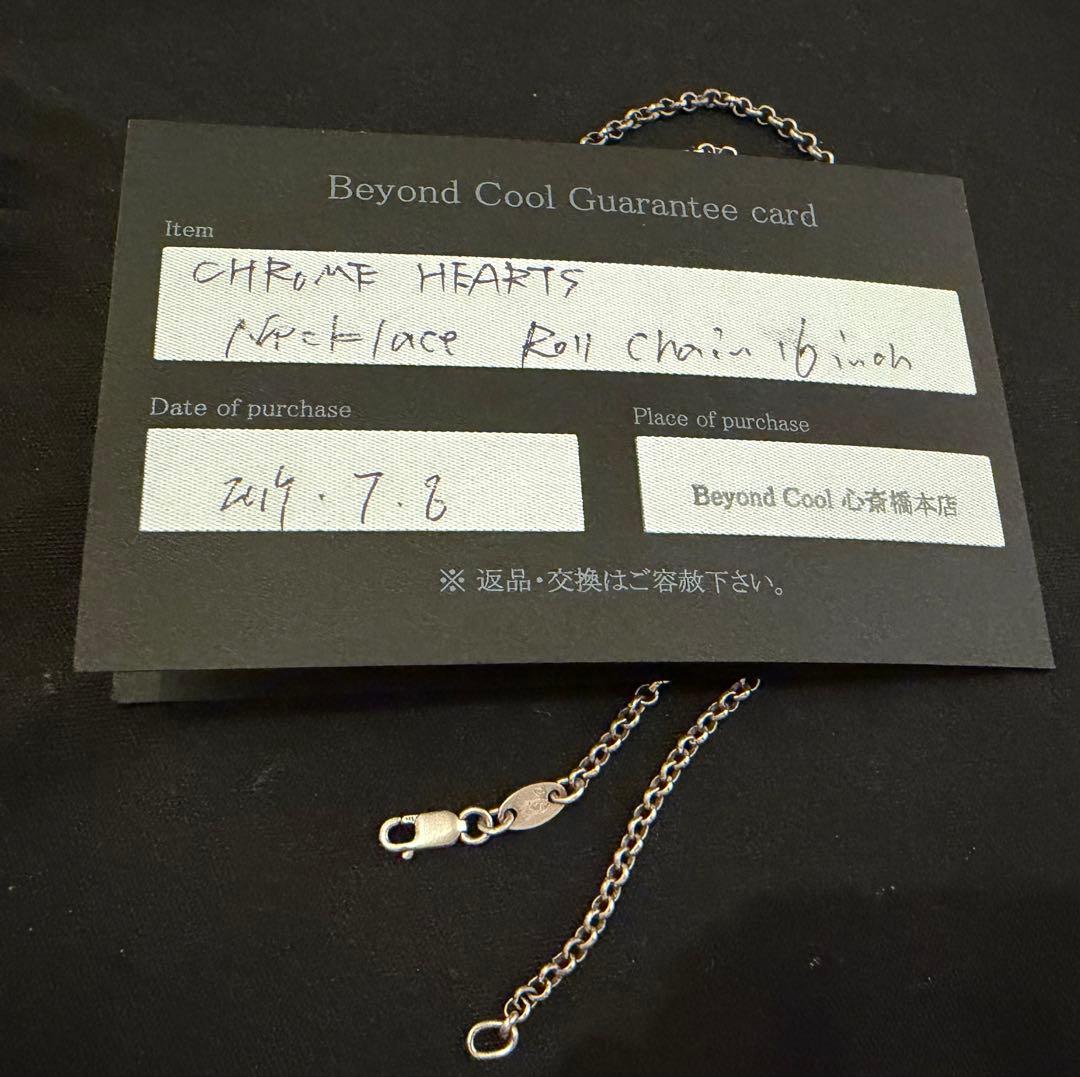 Beyond Cool Guarantee card
Item
CHRoME HEARTS
Necklace Roll chain 16 inch
Date of purchase
Place of purchase
2019.7.8
Beyond Cool 心斎橋本店
※ 返品・交換はご容赦下さい。